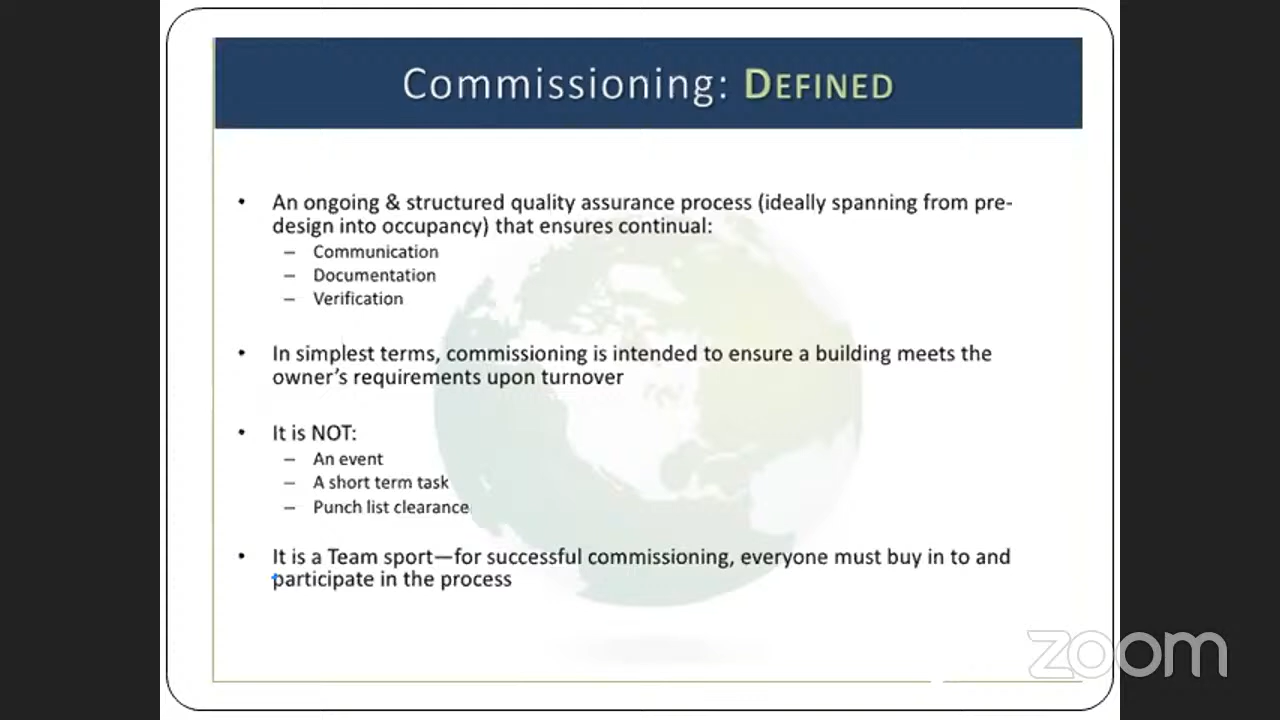 Commissioning: DEFINED
• An ongoing & structured quality assurance process (ideally spanning from pre-
design into occupancy) that ensures continual:
– Communication
– Documentation
– Verification
• In simplest terms, commissioning is intended to ensure a building meets the
owner’s requirements upon turnover
• It is NOT:
– An event
– A short term task
– Punch list clearance
• It is a Team sport—for successful commissioning, everyone must buy in to and
participate in the process
zoom